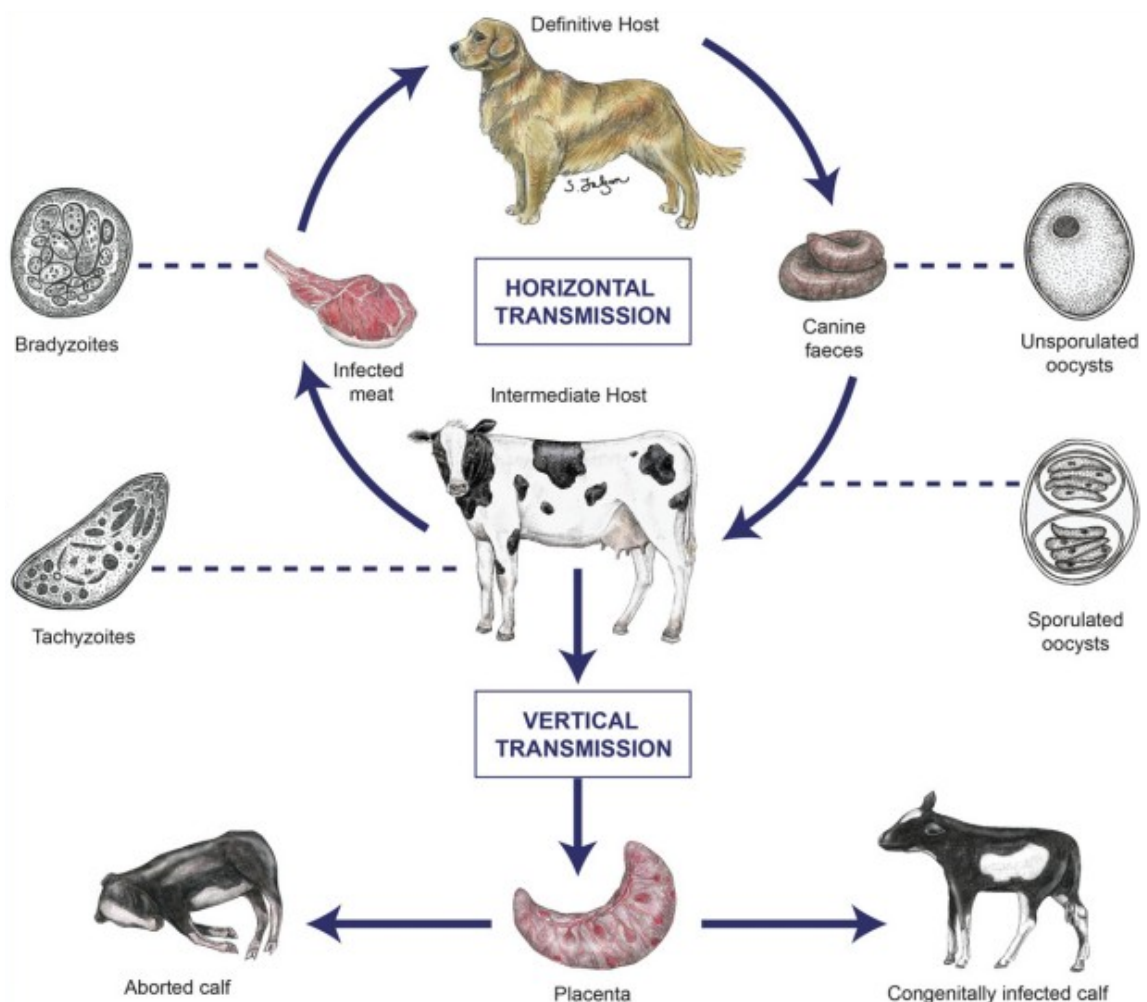 Definitive Host
S. Falzon
HORIZONTAL
TRANSMISSION
Bradyzoites
Infected
meat
Canine
faeces
Unsporulated
oocysts
Intermediate Host
Tachyzoites
Sporulated
oocysts
VERTICAL
TRANSMISSION
Aborted calf
Placenta
Congenitally infected calf